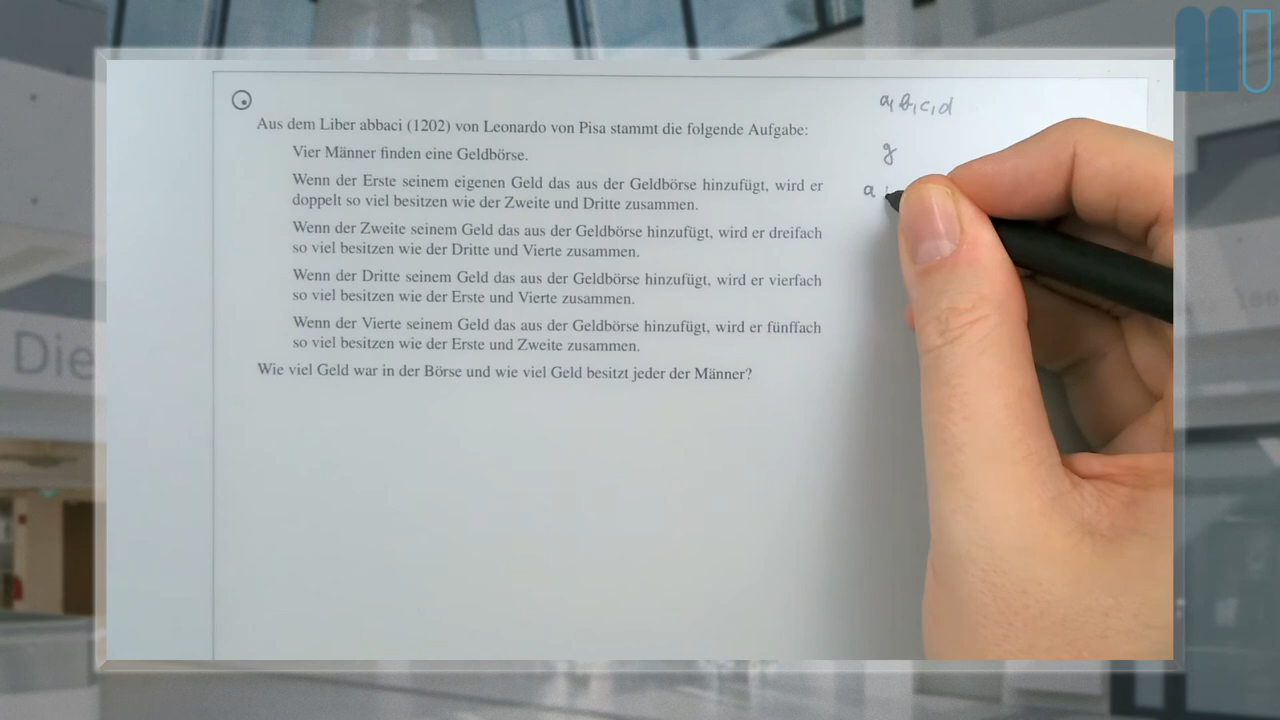 Aus dem Liber abbaci (1202) von Leonardo von Pisa stammt die folgende Aufgabe:
Vier Männer finden eine Geldbörse.
Wenn der Erste seinem eigenen Geld das aus der Geldbörse hinzufügt, wird er
doppelt so viel besitzen wie der Zweite und Dritte zusammen.
Wenn der Zweite seinem Geld das aus der Geldbörse hinzufügt, wird er dreifach
so viel besitzen wie der Dritte und Vierte zusammen.
Wenn der Dritte seinem Geld das aus der Geldbörse hinzufügt, wird er vierfach
so viel besitzen wie der Erste und Vierte zusammen.
Wenn der Vierte seinem Geld das aus der Geldbörse hinzufügt, wird er fünffach
so viel besitzen wie der Erste und Zweite zusammen.
Wie viel Geld war in der Börse und wie viel Geld besitzt jeder der Männer?
a, b, c, d
g
a
Die